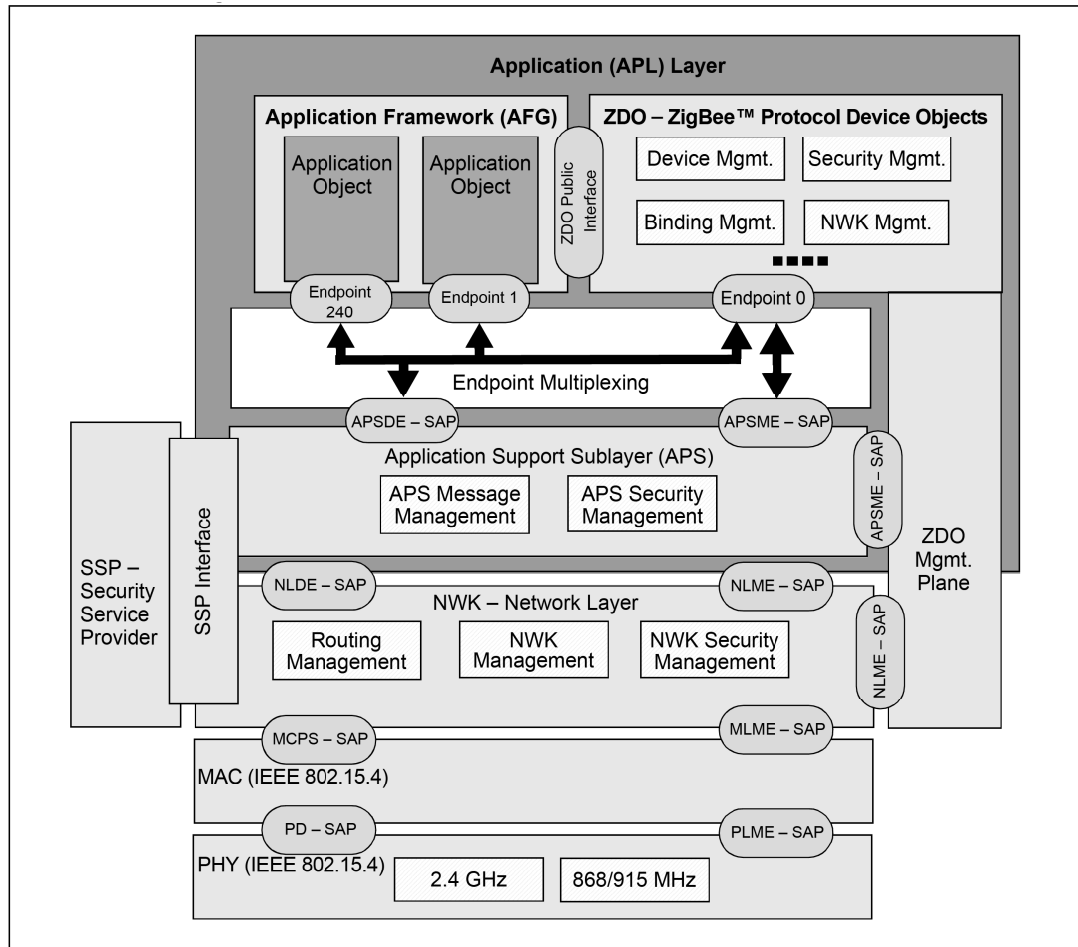 Application (APL) Layer
Application Framework (AFG)
ZDO – ZigBee™ Protocol Device Objects
Application
Object
Application
Object
ZDO Public
Interface
Device Mgmt.
Security Mgmt.
Binding Mgmt.
NWK Mgmt.
Endpoint
240
Endpoint 1
Endpoint 0
Endpoint Multiplexing
APSDE – SAP
APSME – SAP
Application Support Sublayer (APS)
APS Message
Management
APS Security
Management
APSME – SAP
ZDO
Mgmt.
Plane
SSP –
Security
Service
Provider
SSP Interface
NLDE – SAP
NLME – SAP
NWK – Network Layer
Routing
Management
NWK
Management
NWK Security
Management
NLME – SAP
MCPS – SAP
MLME – SAP
MAC (IEEE 802.15.4)
PD – SAP
PLME – SAP
PHY (IEEE 802.15.4)
2.4 GHz
868/915 MHz